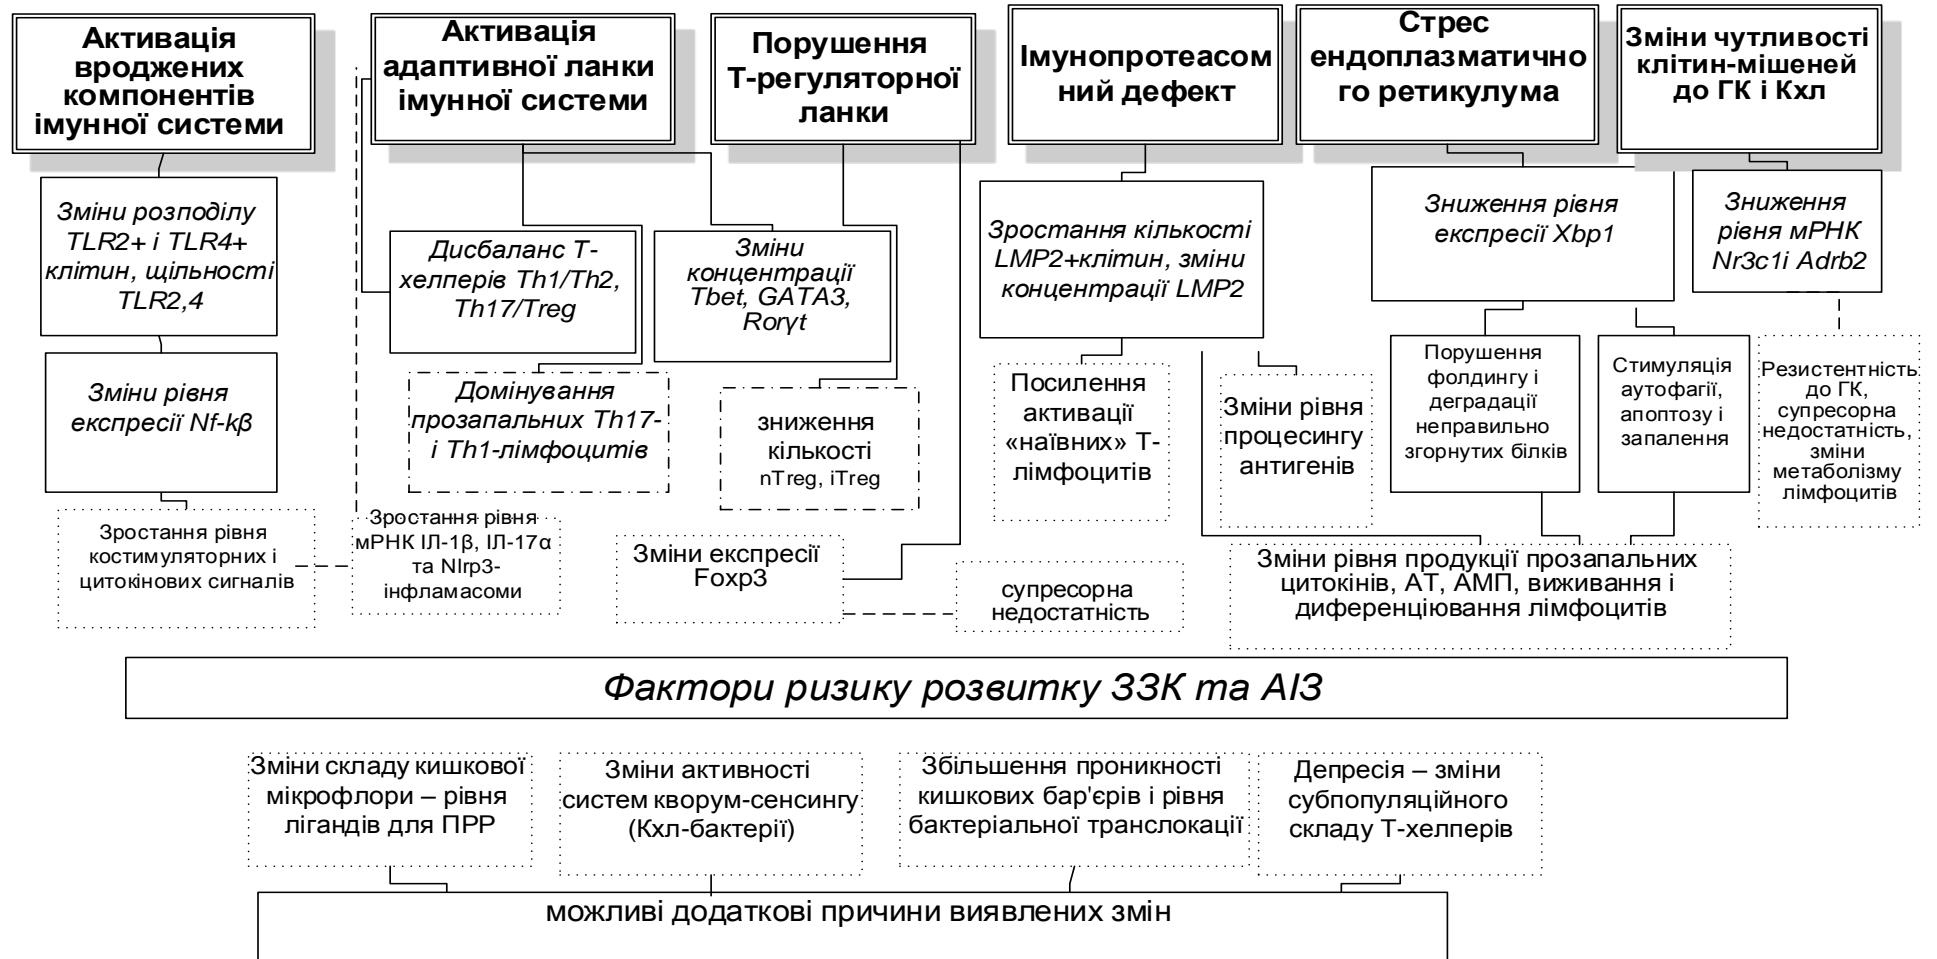 Активація
вроджених
компонентів
імунної системи
Активація
адаптивної ланки
імунної системи
Порушення
Т-регуляторної
ланки
Імунопротеасом
ний дефект
Стрес
ендоплазматично
го ретикулума
Зміни чутливості
клітин-мішеней
до ГК і Кхл
Зміни розподілу
TLR2+ і TLR4+
клітин, щільності
TLR2,4
Дисбаланс Т-
хелперів Th1/Th2,
Th17/Treg
Зміни
концентрації
Tbet, GATA3,
Rorγt
Зростання кількості
LMP2+клітин, зміни
концентрації LMP2
Зниження рівня
експресії Xbp1
Зниження
рівня мРНК
Nr3c1і Adrb2
Зміни рівня
експресії Nf-kβ
Домінування
прозапальних Th17-
і Th1-лімфоцитів
зниження
кількості
nTreg, iTreg
Посилення
активації
«наївних» Т-
лімфоцитів
Зміни рівня
процесингу
антигенів
Порушення
фолдингу і
деградації
неправильно
згорнутих білків
Стимуляція
аутофагії,
апоптозу і
запалення
Резистентність
до ГК,
супресорна
недостатність,
зміни
метаболізму
лімфоцитів
Зростання рівня
костимуляторних і
цитокінових сигналів
Зростання рівня
мРНК ІЛ-1β, ІЛ-17α
та Nlrp3-
інфламасоми
Зміни експресії
Foxp3
супресорна
недостатність
Зміни рівня продукції прозапальних
цитокінів, АТ, АМП, виживання і
диференціювання лімфоцитів
Фактори ризику розвитку ЗЗК та АІЗ
Зміни складу кишкової
мікрофлори – рівня
лігандів для ПРР
Зміни активності
систем кворум-сенсингу
(Кхл-бактерії)
Збільшення проникності
кишкових бар'єрів і рівня
бактеріальної транслокації
Депресія – зміни
субпопуляційного
складу Т-хелперів
можливі додаткові причини виявлених змін